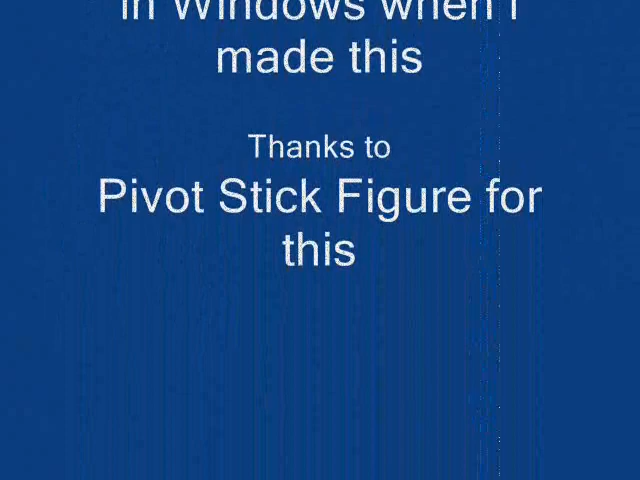 in Windows when I
made this
Thanks to
Pivot Stick Figure for
this